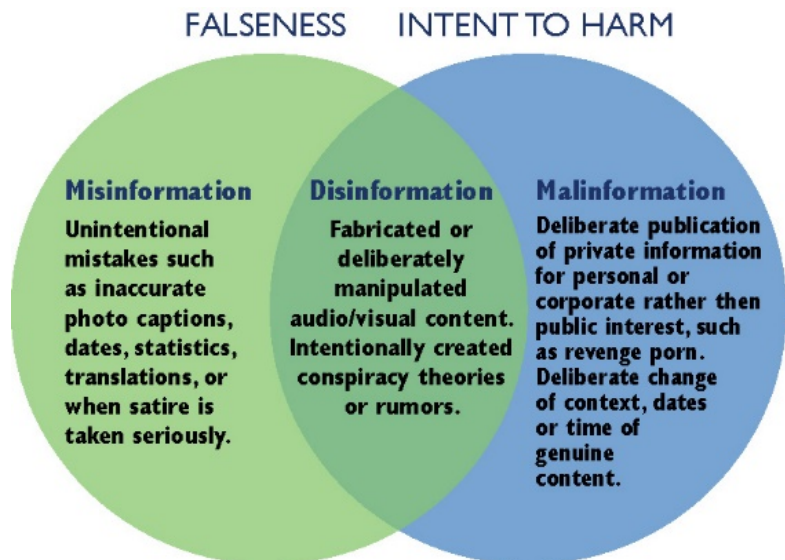 FALSENESS
INTENT TO HARM
Misinformation
Unintentional
mistakes such
as inaccurate
photo captions,
dates, statistics,
translations, or
when satire is
taken seriously.
Disinformation
Fabricated or
deliberately
manipulated
audio/visual content.
Intentionally created
conspiracy theories
or rumors.
Malinformation
Deliberate publication
of private information
for personal or
corporate rather then
public interest, such
as revenge porn.
Deliberate change
of context, dates
or time of
genuine
content.